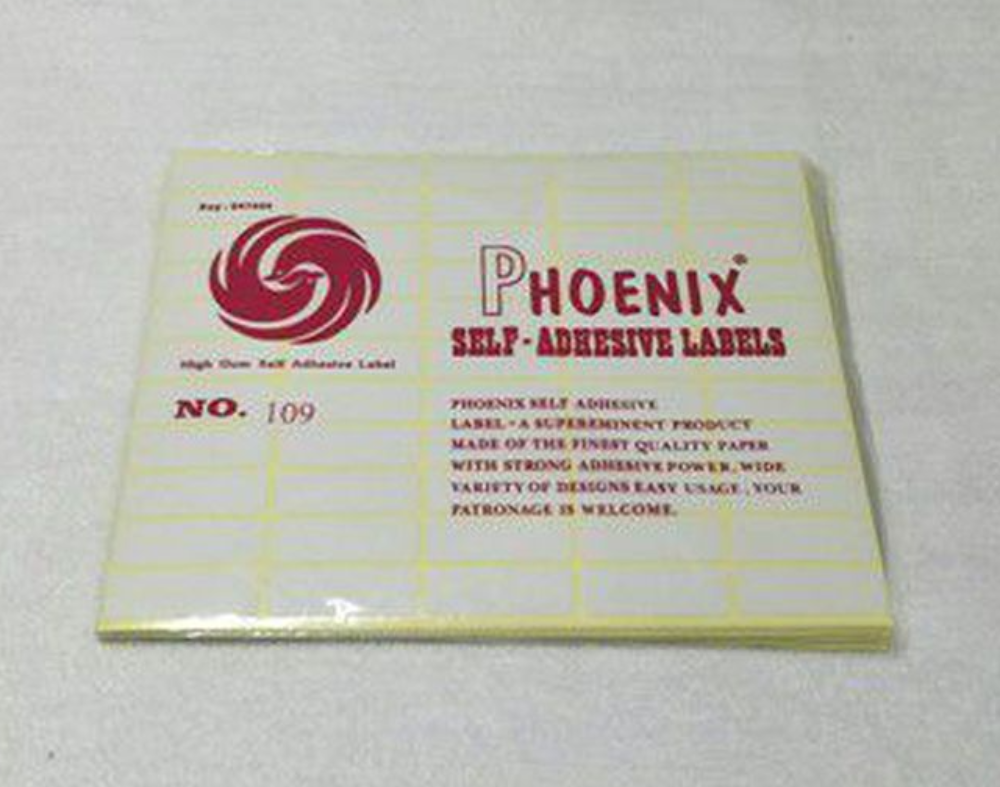 PHOENIX®
SELF-ADHESIVE LABELS
High Gum Self Adhesive Label
NO. 109
PHOENIX SELF ADHESIVE
LABEL - A SUPEREMINENT PRODUCT
MADE OF THE FINEST QUALITY PAPER
WITH STRONG ADHESIVE POWER. WIDE
VARIETY OF DESIGNS EASY USAGE, YOUR
PATRONAGE IS WELCOME.